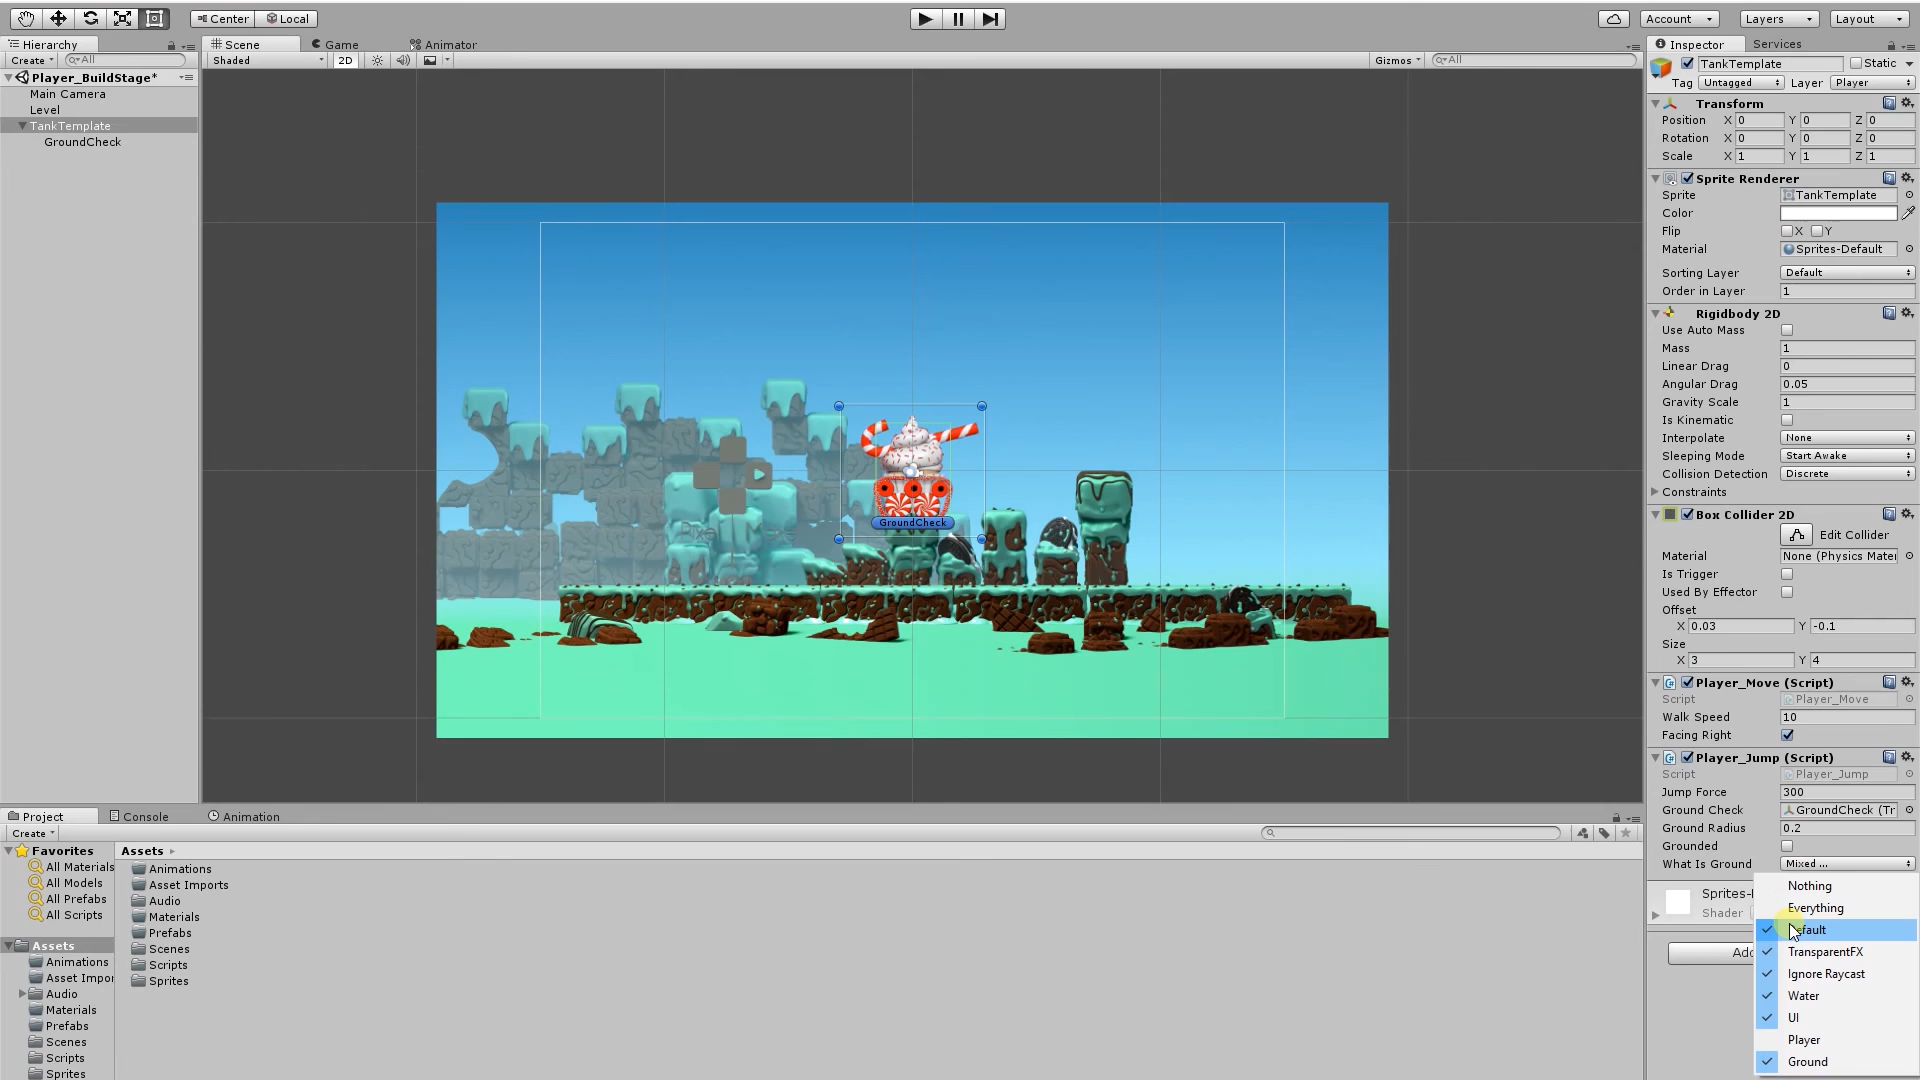 Center
Local
Account
Layers
Layout
Hierarchy
Create
All
Player_BuildStage*
Main Camera
Level
TankTemplate
GroundCheck
Scene
Game
Animator
Shaded
2D
Gizmos
All
GroundCheck
Inspector
Services
TankTemplate
Static
Tag Untagged Layer Player
Transform
Position X 0 Y 0 Z 0
Rotation X 0 Y 0 Z 0
Scale X 1 Y 1 Z 1
Sprite Renderer
Sprite TankTemplate
Color
Flip X Y
Material Sprites-Default
Sorting Layer Default
Order in Layer 1
Rigidbody 2D
Use Auto Mass
Mass 1
Linear Drag 0
Angular Drag 0.05
Gravity Scale 1
Is Kinematic
Interpolate None
Sleeping Mode Start Awake
Collision Detection Discrete
Constraints
Box Collider 2D
Edit Collider
Material None (Physics Mater
Is Trigger
Used By Effector
Offset
X 0.03 Y -0.1
Size
X 3 Y 4
Player_Move (Script)
Script Player_Move
Walk Speed 10
Facing Right
Player_Jump (Script)
Script Player_Jump
Jump Force 300
Ground Check GroundCheck (Tr
Ground Radius 0.2
Grounded
What Is Ground Mixed ...
Nothing
Everything
TransparentFX
Ignore Raycast
Water
UI
Player
Ground
Shader
Project
Console
Animation
Create
Favorites
All Materials
All Models
All Prefabs
All Scripts
Assets
Animations
Asset Impor
Audio
Materials
Prefabs
Scenes
Scripts
Sprites
Assets
Animations
Asset Imports
Audio
Materials
Prefabs
Scenes
Scripts
Sprites